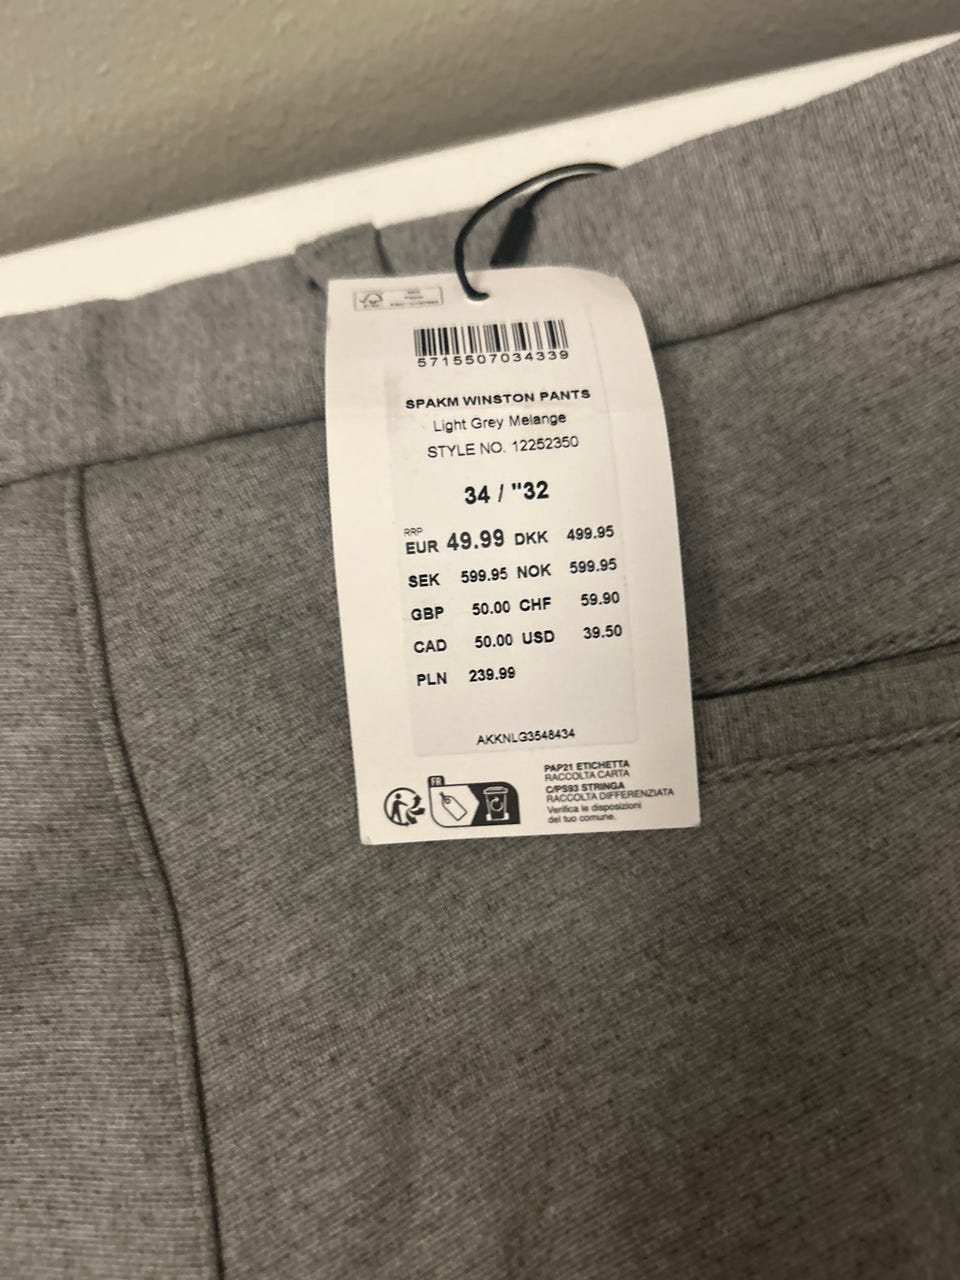 5715507034339
SPAKM WINSTON PANTS
Light Grey Melange
STYLE NO. 12252350
34 / "32
RRP
EUR 49.99 DKK 499.95
SEK 599.95 NOK 599.95
GBP 50.00 CHF 59.90
CAD 50.00 USD 39.50
PLN 239.99
AKKNLG3548434
FR
PAP21 ETICHETTA
RACCOLTA CARTA
C/PS93 STRINGA
RACCOLTA DIFFERENZIATA
Verifica le disposizioni
del tuo comune.